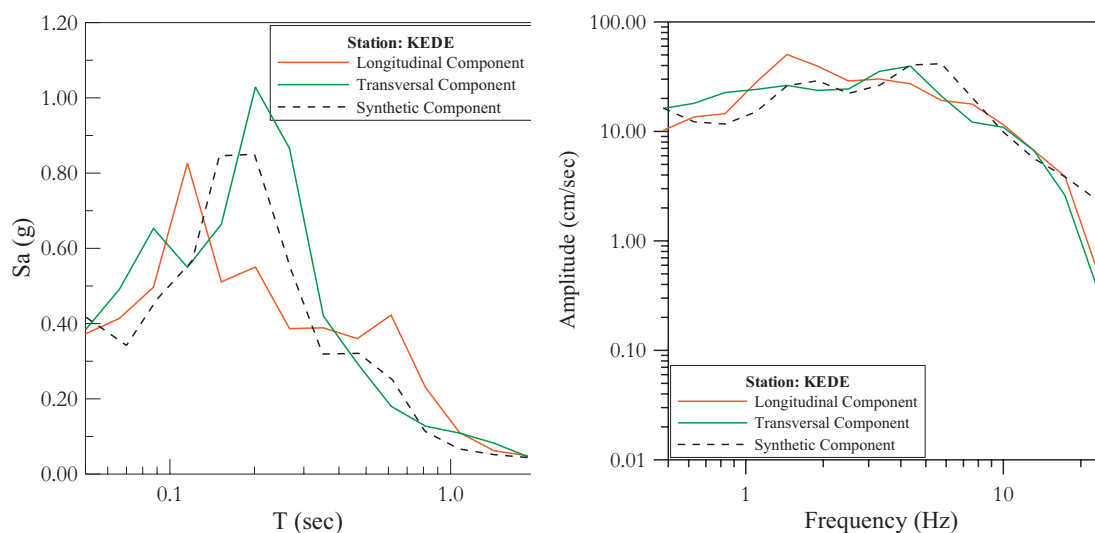 1.20
1.00
0.80
0.60
0.40
0.20
0.00
Sa (g)
Station: KEDE
Longitudinal Component
Transversal Component
Synthetic Component
0.1
1.0
T (sec)
100.00
10.00
1.00
0.10
0.01
Amplitude (cm/sec)
Station: KEDE
Longitudinal Component
Transversal Component
Synthetic Component
1
10
Frequency (Hz)